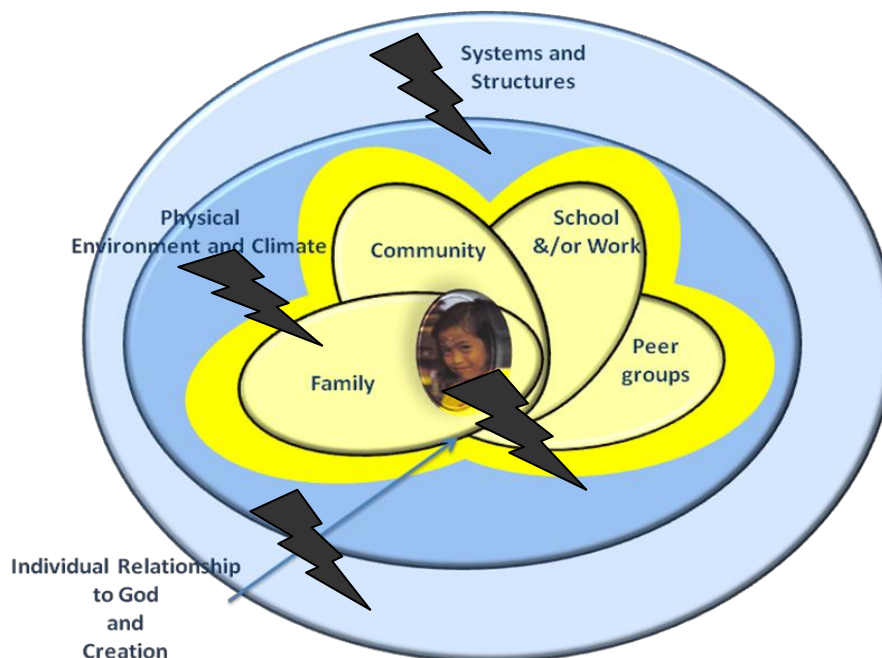 Systems and
Structures
Physical
Environment and Climate
Community
School
&/or Work
Family
Peer
groups
Individual Relationship
to God
and
Creation